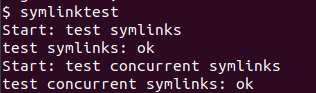 $ symlinktest
Start: test symlinks
test symlinks: ok
Start: test concurrent symlinks
test concurrent symlinks: ok